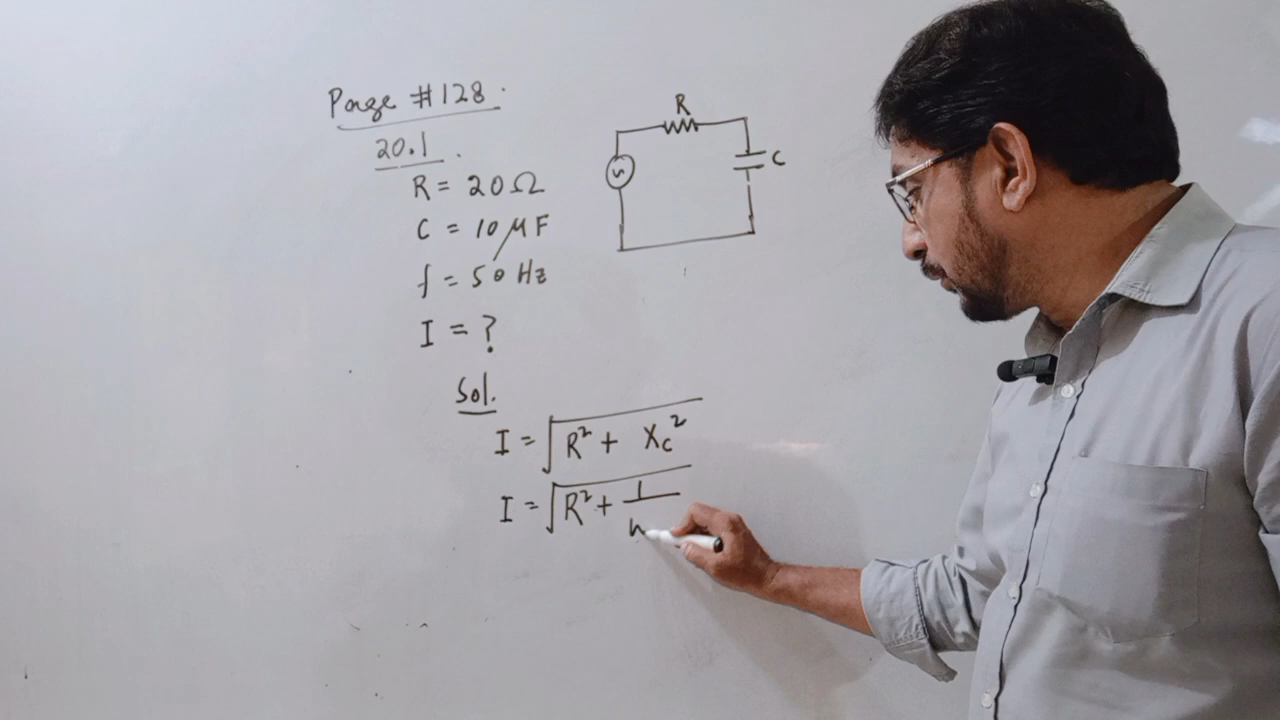 Page #128.
20.1.
R = 20Ω
C = 10 μF
f = 50 Hz
I = ?
Sol.
I = √R² + Xc²
I = √R² + 1/w
R
C